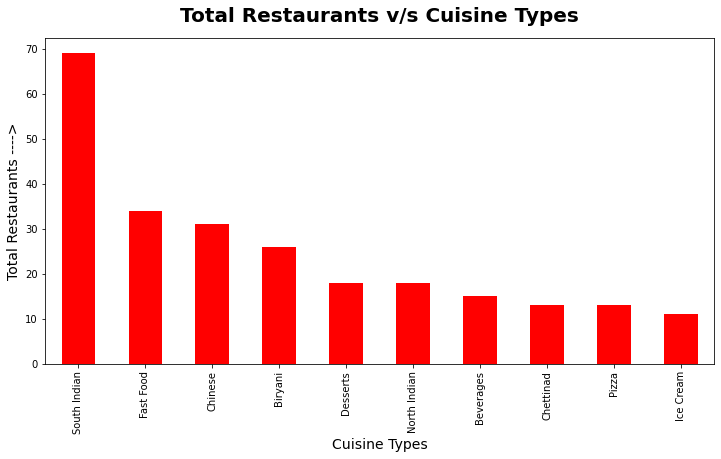 Total Restaurants v/s Cuisine Types
Total Restaurants ---->
70
60
50
40
30
20
10
0
South Indian
Fast Food
Chinese
Biryani
Desserts
North Indian
Beverages
Chettinad
Pizza
Ice Cream
Cuisine Types